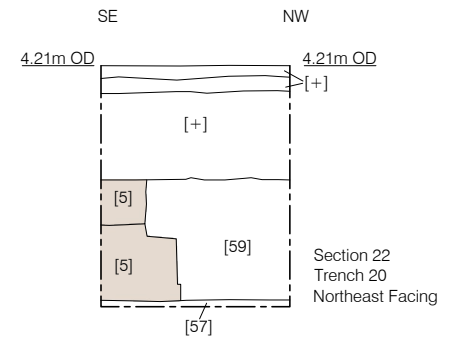 SE NW
4.21m OD 4.21m OD
[+]
[+]
[5]
[59]
[5]
Section 22
Trench 20
Northeast Facing
[57]